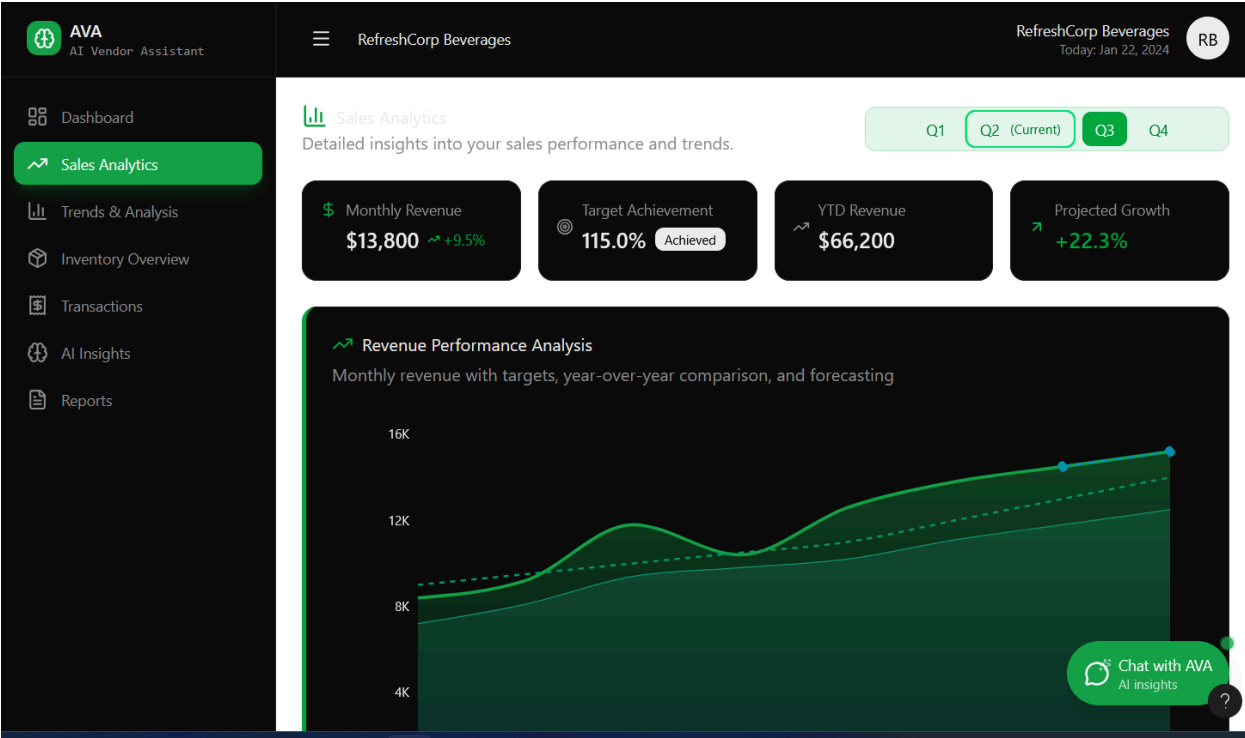 AVA
AI Vendor Assistant
RefreshCorp Beverages
RefreshCorp Beverages
Today: Jan 22, 2024
RB
Dashboard
Sales Analytics
Trends & Analysis
Inventory Overview
Transactions
AI Insights
Reports
Sales Analytics
Detailed insights into your sales performance and trends.
Q1 Q2 (Current) Q3 Q4
Monthly Revenue
$13,800 +9.5%
Target Achievement
115.0% Achieved
YTD Revenue
$66,200
Projected Growth
+22.3%
Revenue Performance Analysis
Monthly revenue with targets, year-over-year comparison, and forecasting
16K
12K
8K
4K
Chat with AVA
AI insights
?